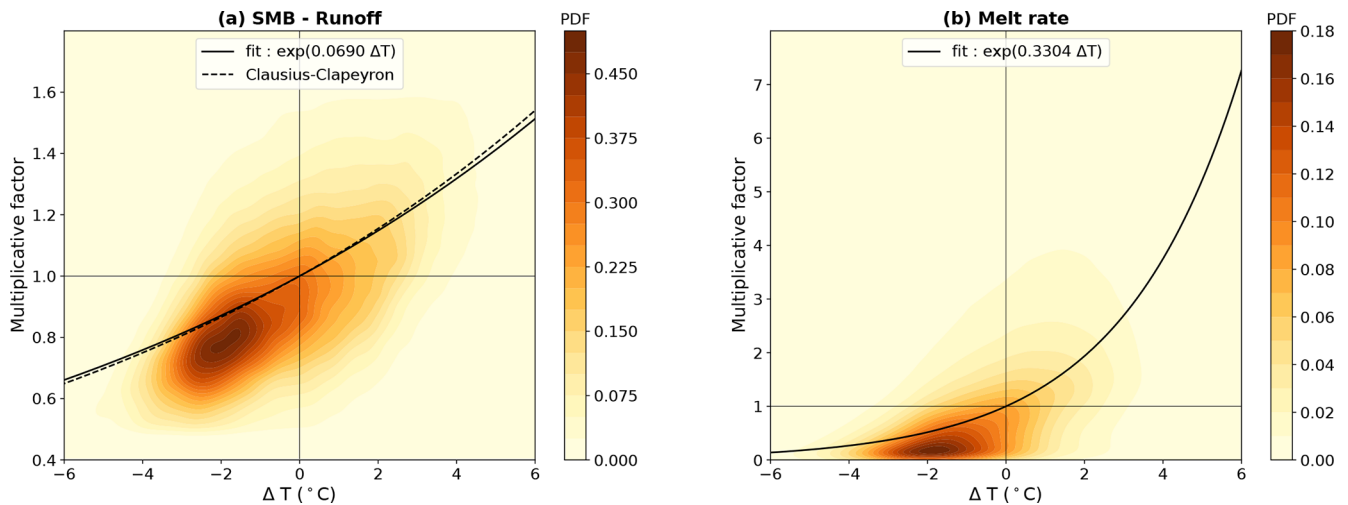 (a) SMB - Runoff
PDF
fit : exp(0.0690 ΔT)
Clausius-Clapeyron
Multiplicative factor
1.6
1.4
1.2
1.0
0.8
0.6
0.4
−6 −4 −2 0 2 4 6
Δ T (°C)
0.450
0.375
0.300
0.225
0.150
0.075
0.000
(b) Melt rate
PDF
fit : exp(0.3304 ΔT)
Multiplicative factor
7
6
5
4
3
2
1
0
−6 −4 −2 0 2 4 6
Δ T (°C)
0.18
0.16
0.14
0.12
0.10
0.08
0.06
0.04
0.02
0.00